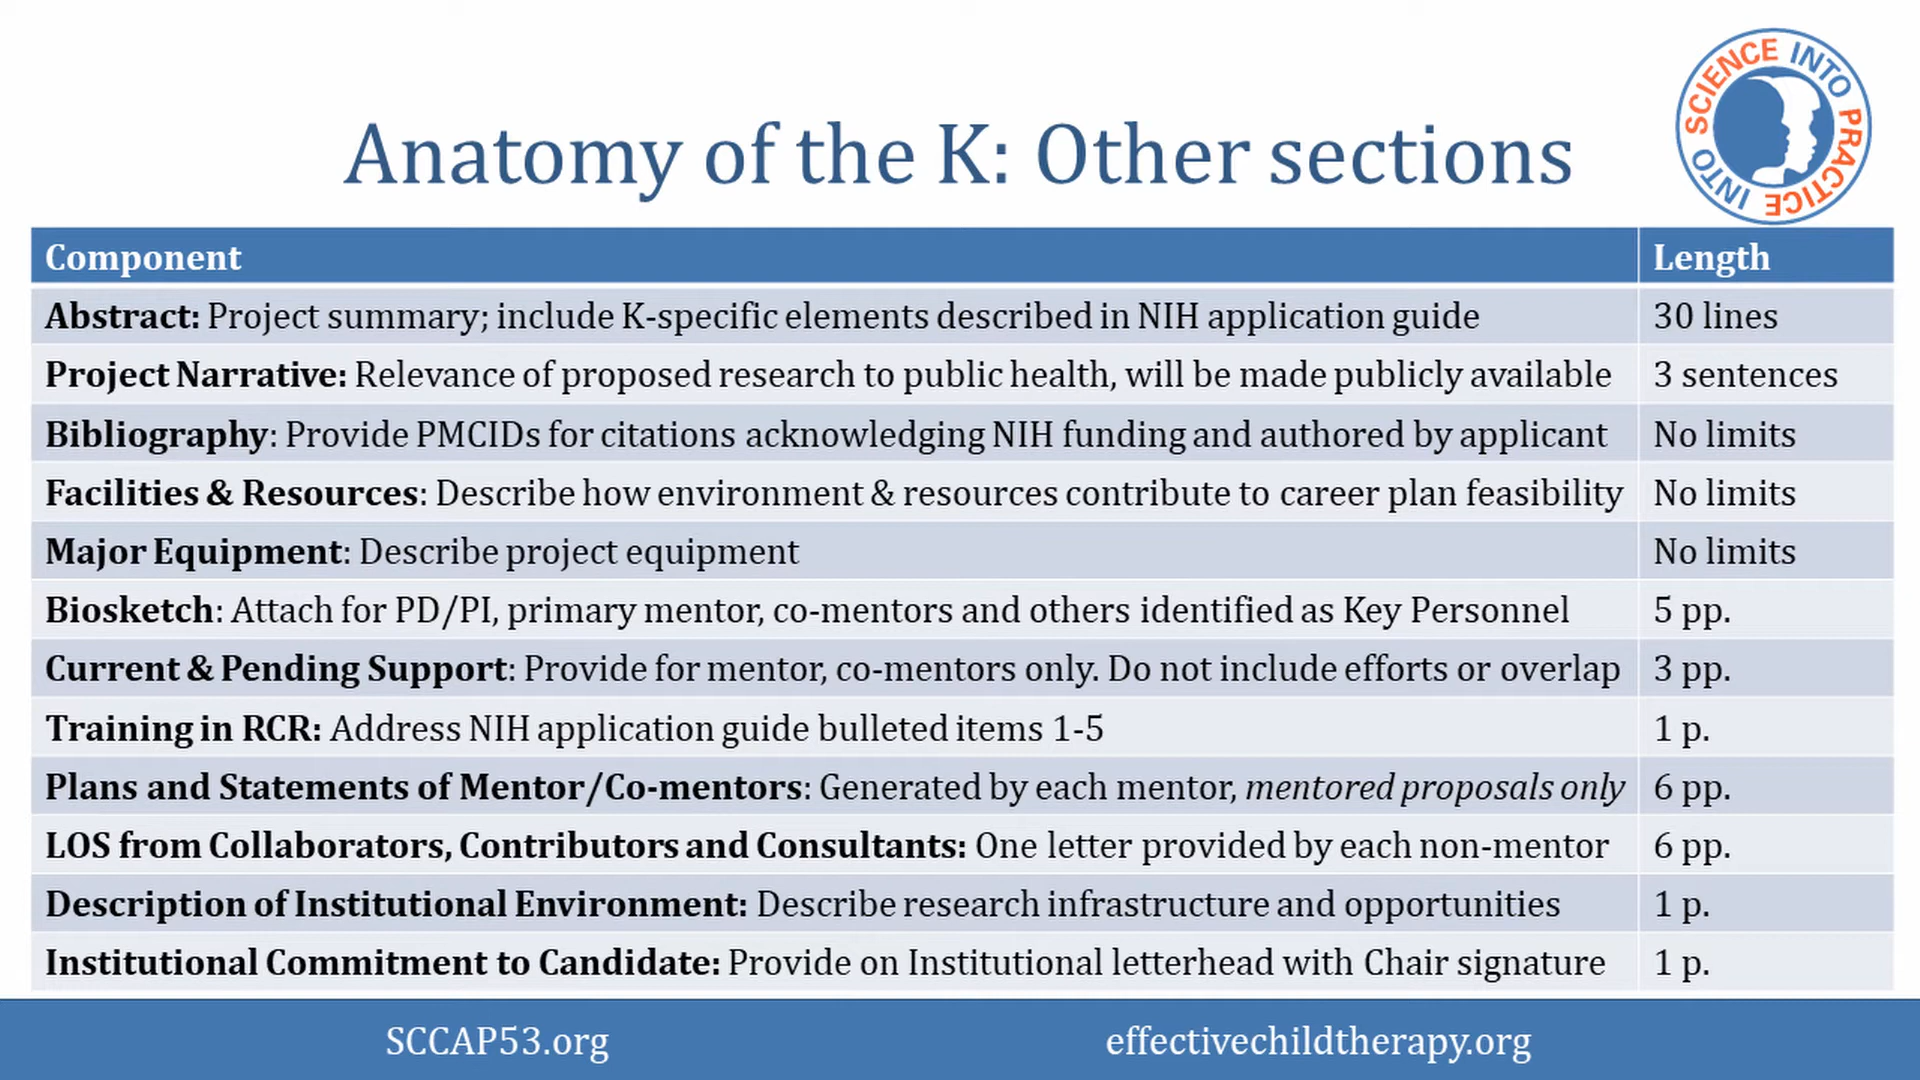 SCIENCE INTO PRACTICE INTO
Anatomy of the K: Other sections
Component Length
Abstract: Project summary; include K-specific elements described in NIH application guide 30 lines
Project Narrative: Relevance of proposed research to public health, will be made publicly available 3 sentences
Bibliography: Provide PMCIDs for citations acknowledging NIH funding and authored by applicant No limits
Facilities & Resources: Describe how environment & resources contribute to career plan feasibility No limits
Major Equipment: Describe project equipment No limits
Biosketch: Attach for PD/PI, primary mentor, co-mentors and others identified as Key Personnel 5 pp.
Current & Pending Support: Provide for mentor, co-mentors only. Do not include efforts or overlap 3 pp.
Training in RCR: Address NIH application guide bulleted items 1-5 1 p.
Plans and Statements of Mentor/Co-mentors: Generated by each mentor, mentored proposals only 6 pp.
LOS from Collaborators, Contributors and Consultants: One letter provided by each non-mentor 6 pp.
Description of Institutional Environment: Describe research infrastructure and opportunities 1 p.
Institutional Commitment to Candidate: Provide on Institutional letterhead with Chair signature 1 p.
SCCAP53.org effectivechildtherapy.org